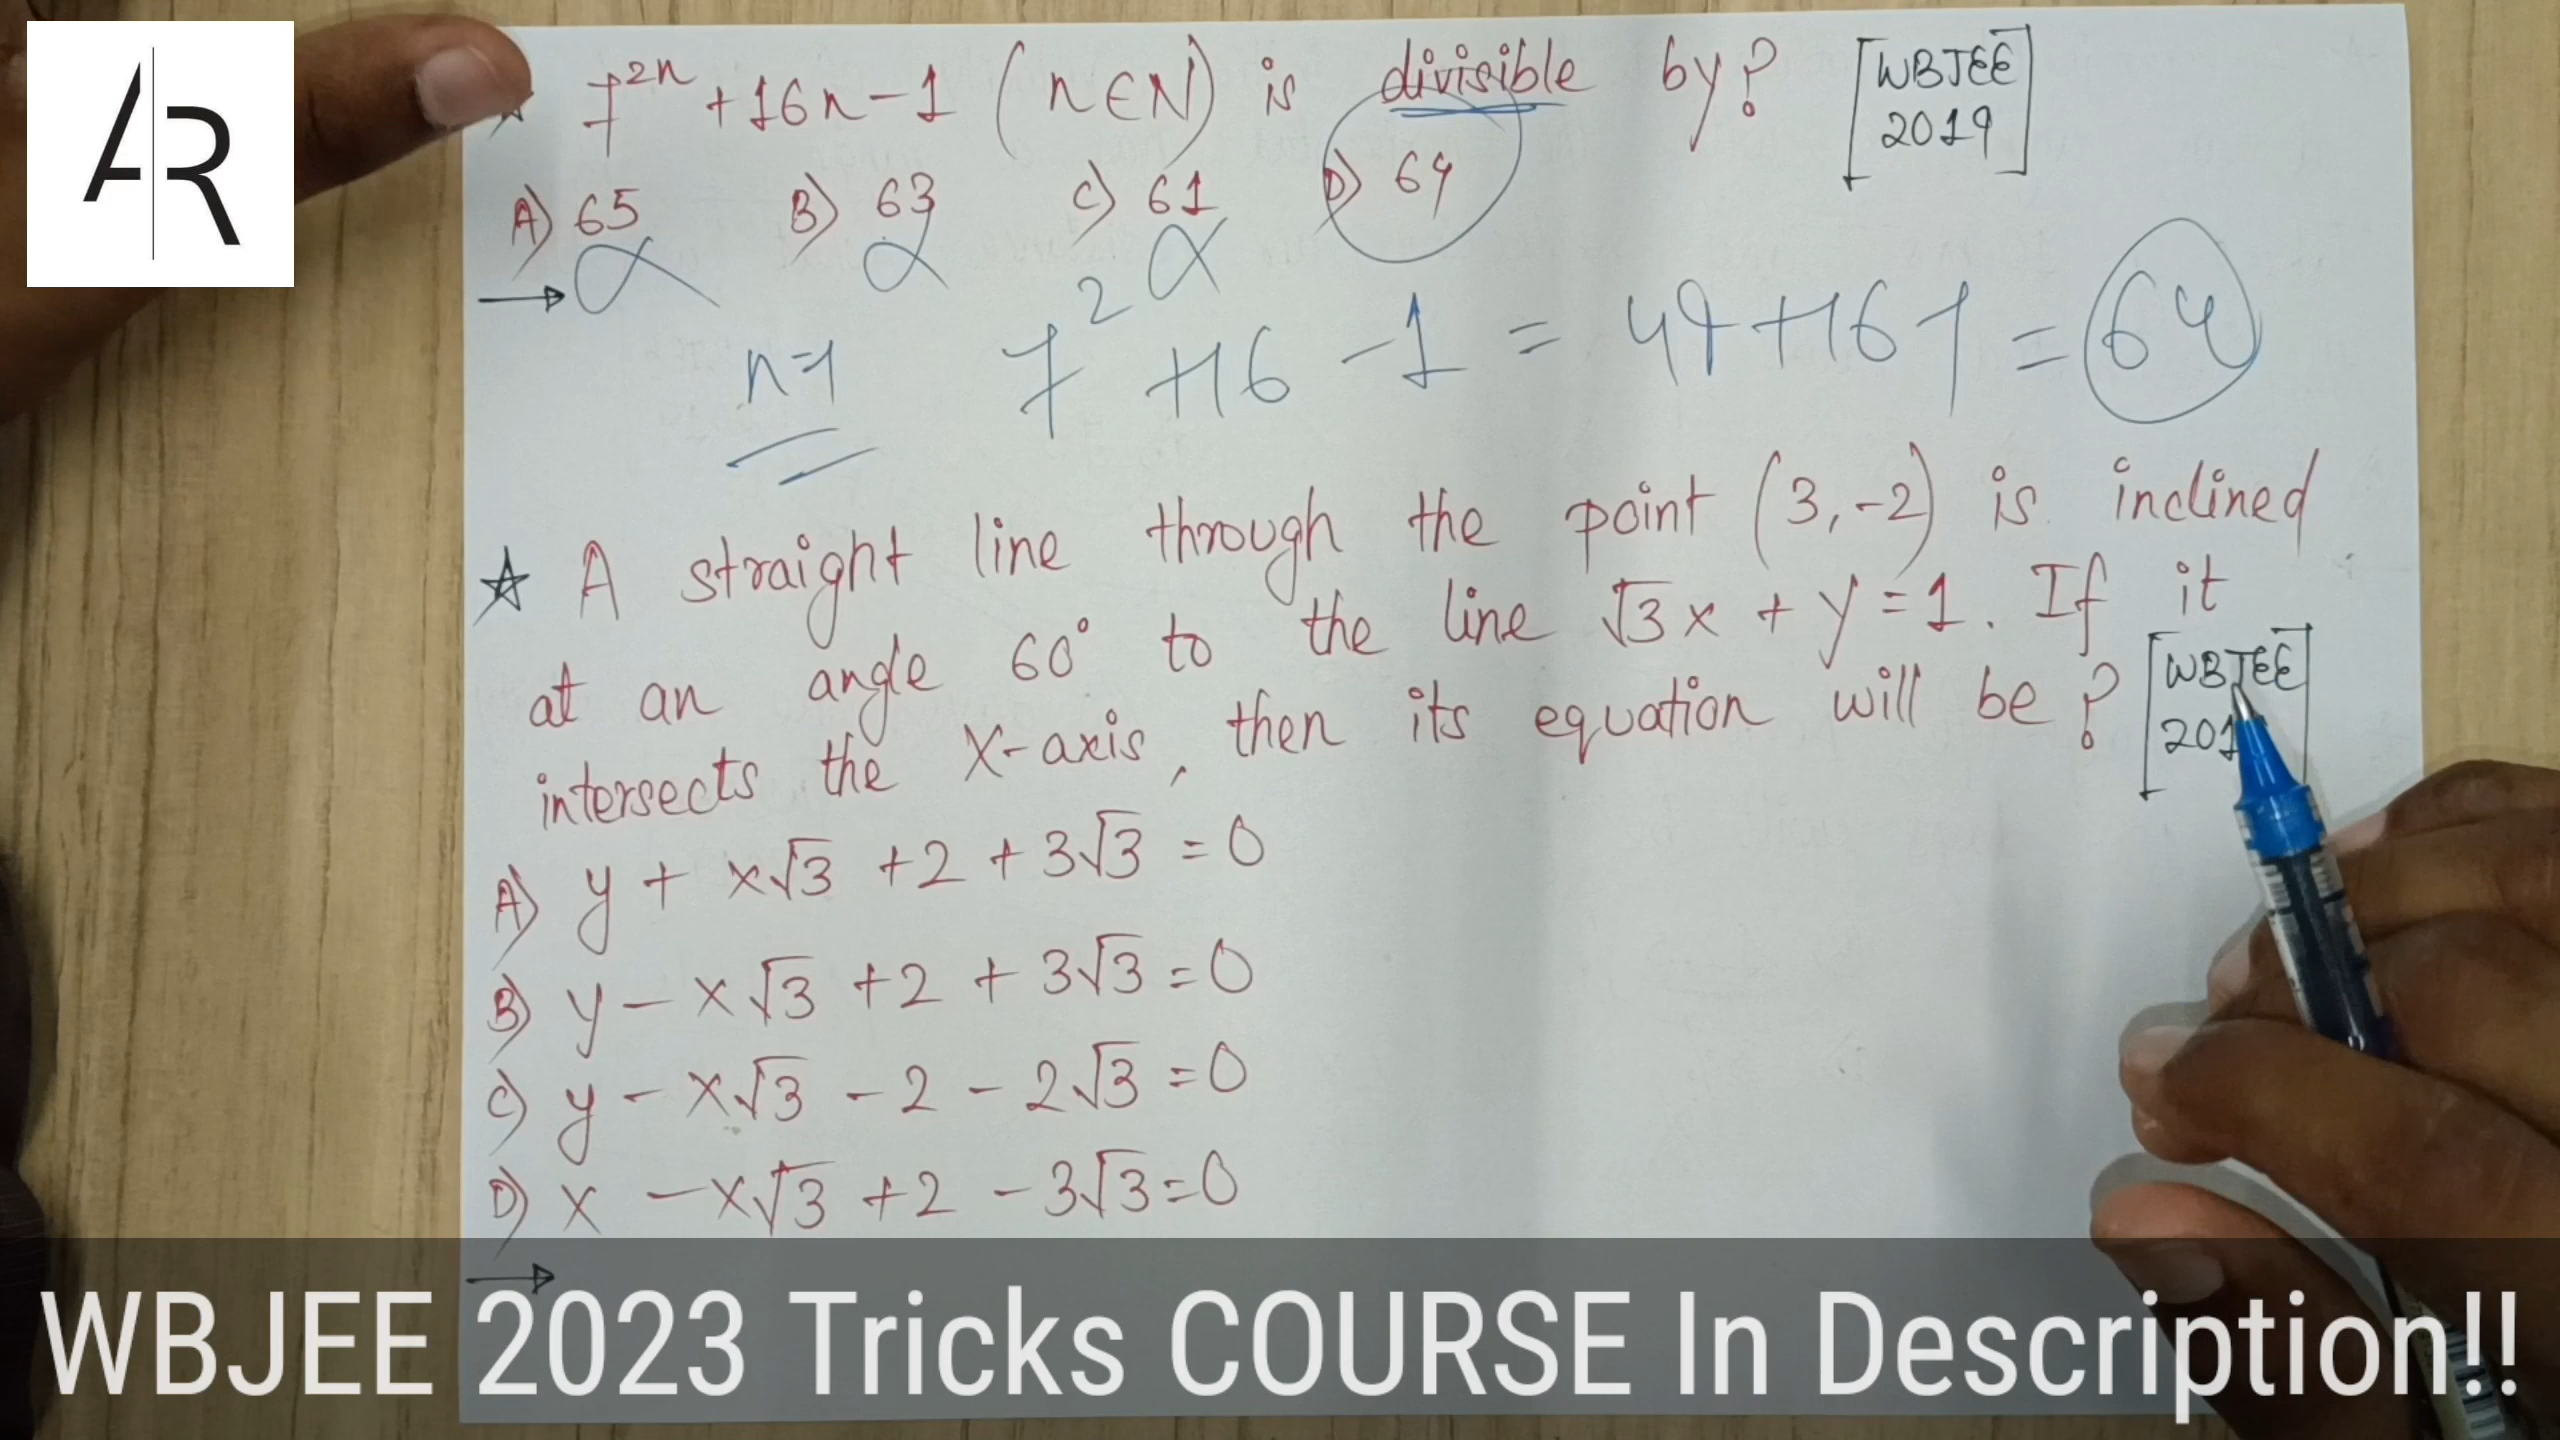 AR
7^2n + 16n - 1 (n ∈ N) is divisible by? [WBJEE
2019]
A) 65 B) 63 C) 61 D) 64
n=1 7^2 + 16 - 1 = 49 + 16 - 1 = 64
☆ A straight line through the point (3, -2) is inclined
at an angle 60° to the line √3x + y = 1. If it
intersects the X-axis, then its equation will be? [WBJEE
A) y + x√3 + 2 + 3√3 = 0
B) y - x√3 + 2 + 3√3 = 0
C) y - x√3 - 2 - 2√3 = 0
D) x - x√3 + 2 - 3√3 = 0
WBJEE 2023 Tricks COURSE In Description!!